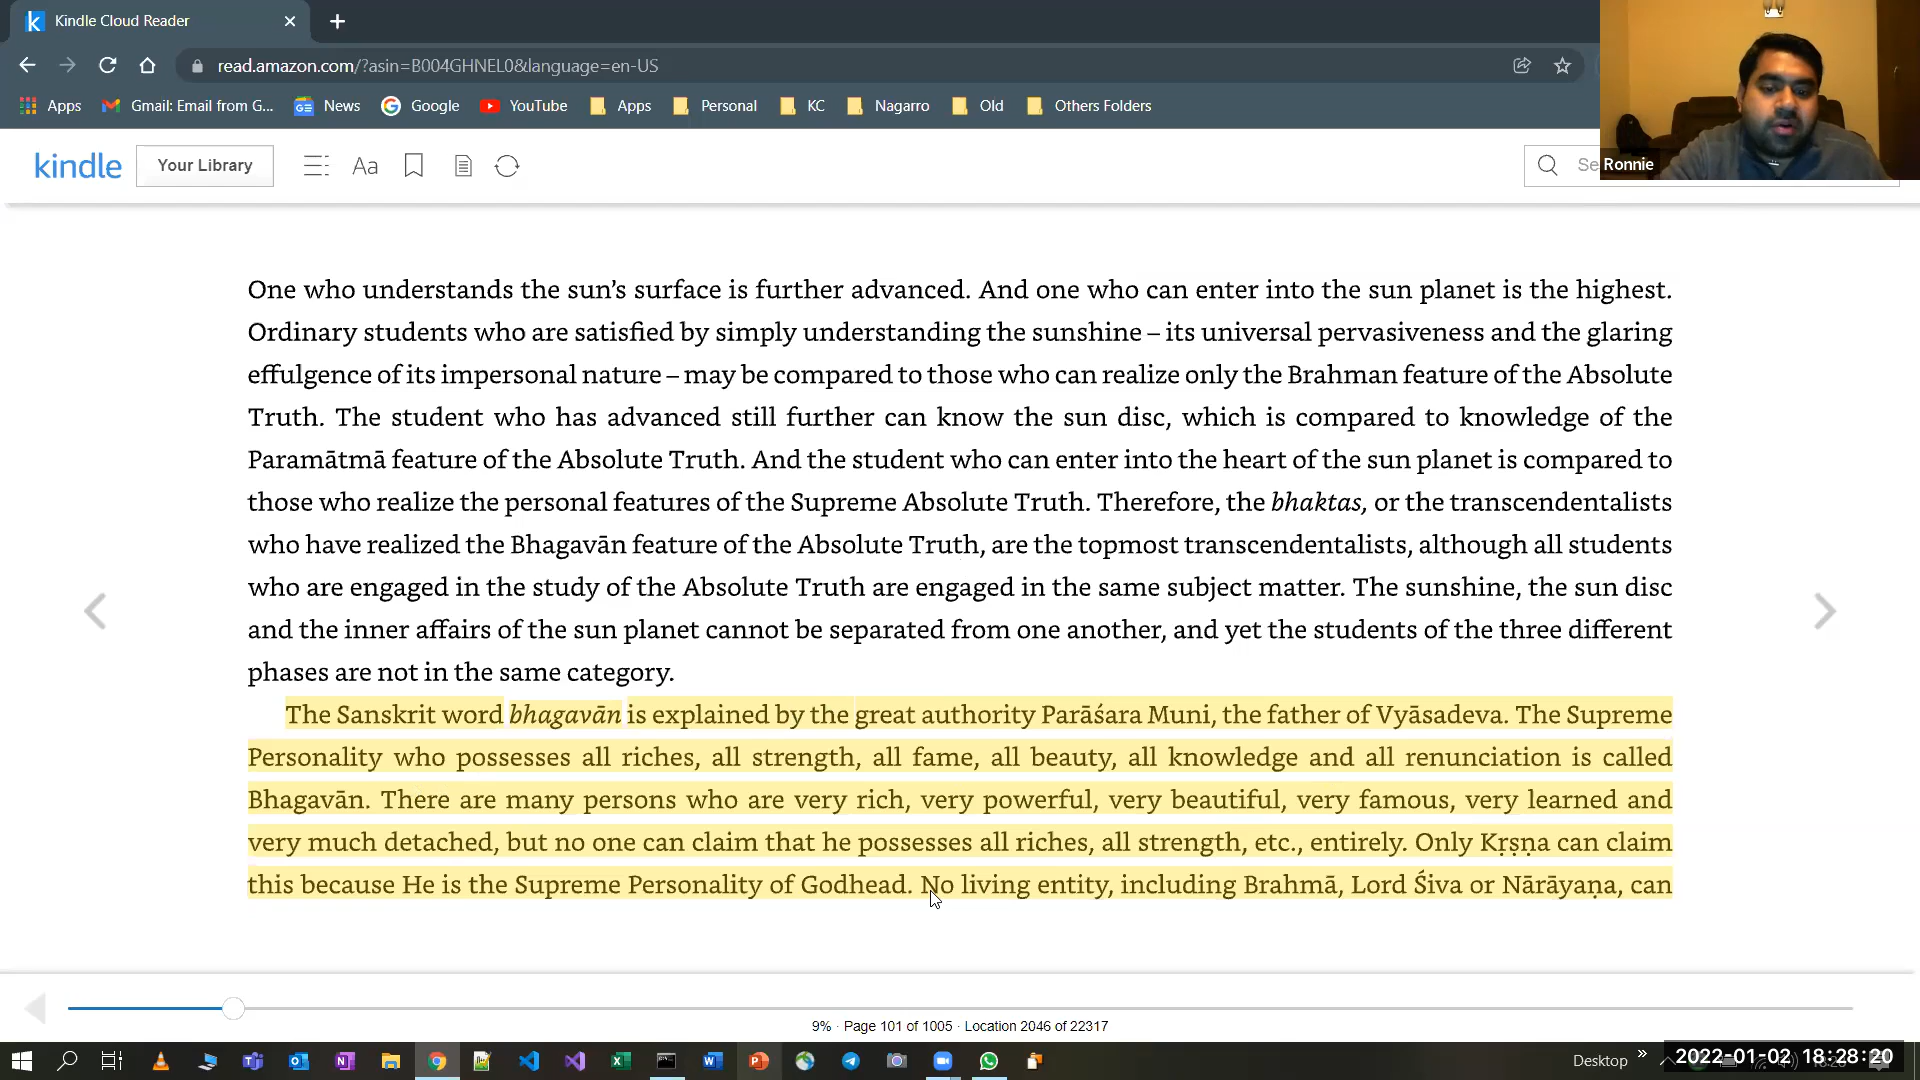 Kindle Cloud Reader
read.amazon.com/?asin=B004GHNEL0&language=en-US
Apps Gmail: Email from G... News Google YouTube Apps Personal KC Nagarro Old Others Folders
kindle Your Library Aa Se
Ronnie
One who understands the sun’s surface is further advanced. And one who can enter into the sun planet is the highest.
Ordinary students who are satisfied by simply understanding the sunshine – its universal pervasiveness and the glaring
effulgence of its impersonal nature – may be compared to those who can realize only the Brahman feature of the Absolute
Truth. The student who has advanced still further can know the sun disc, which is compared to knowledge of the
Paramātmā feature of the Absolute Truth. And the student who can enter into the heart of the sun planet is compared to
those who realize the personal features of the Supreme Absolute Truth. Therefore, the bhaktas, or the transcendentalists
who have realized the Bhagavān feature of the Absolute Truth, are the topmost transcendentalists, although all students
who are engaged in the study of the Absolute Truth are engaged in the same subject matter. The sunshine, the sun disc
and the inner affairs of the sun planet cannot be separated from one another, and yet the students of the three different
phases are not in the same category.
The Sanskrit word bhagavān is explained by the great authority Parāśara Muni, the father of Vyāsadeva. The Supreme
Personality who possesses all riches, all strength, all fame, all beauty, all knowledge and all renunciation is called
Bhagavān. There are many persons who are very rich, very powerful, very beautiful, very famous, very learned and
very much detached, but no one can claim that he possesses all riches, all strength, etc., entirely. Only Kṛṣṇa can claim
this because He is the Supreme Personality of Godhead. No living entity, including Brahmā, Lord Śiva or Nārāyaṇa, can
9% · Page 101 of 1005 · Location 2046 of 22317
Desktop
2022-01-02 18:28:20